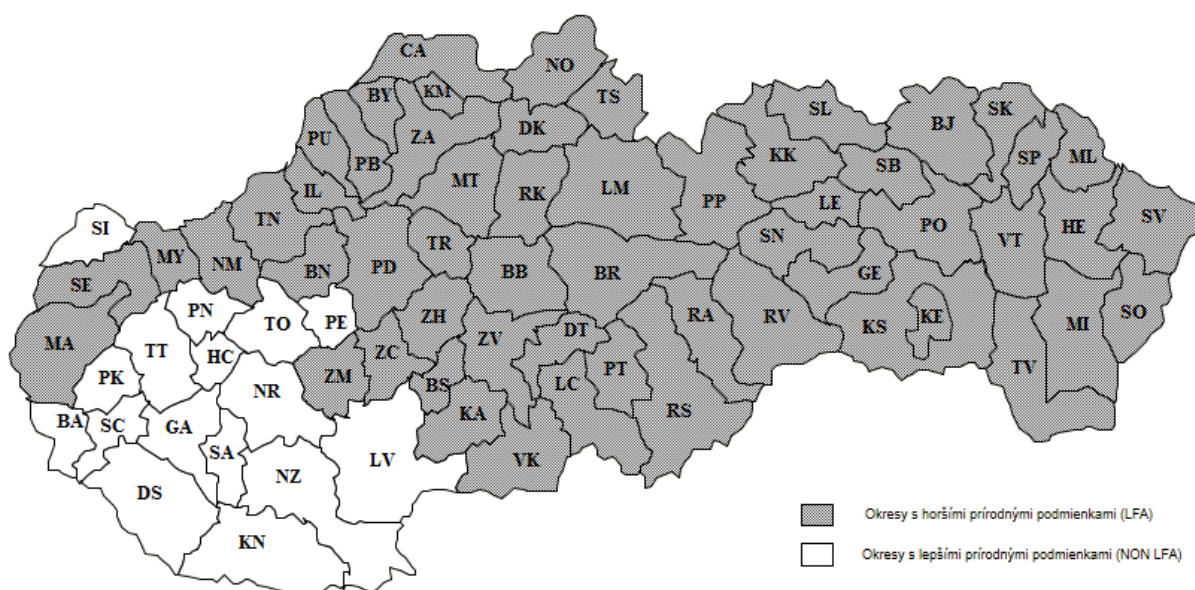 CA
NO
BY
KM
TS
SL
SK
BJ
PU
ZA
DK
PB
KK
SB
SP
ML
IL
MT
RK
LM
PP
LE
TN
SI
SN
PO
VT
HE
SV
MY
NM
TR
BN
PD
BB
BR
GE
SE
PN
TO
PE
ZH
DT
RA
RV
KS
KE
MI
SO
MA
TT
HC
ZC
ZV
PK
ZM
NR
BS
LC
PT
TV
BA
SC
GA
KA
RS
SA
LV
VK
NZ
DS
KN
Okresy s horšími prírodnými podmienkami (LFA)
Okresy s lepšími prírodnými podmienkami (NON LFA)